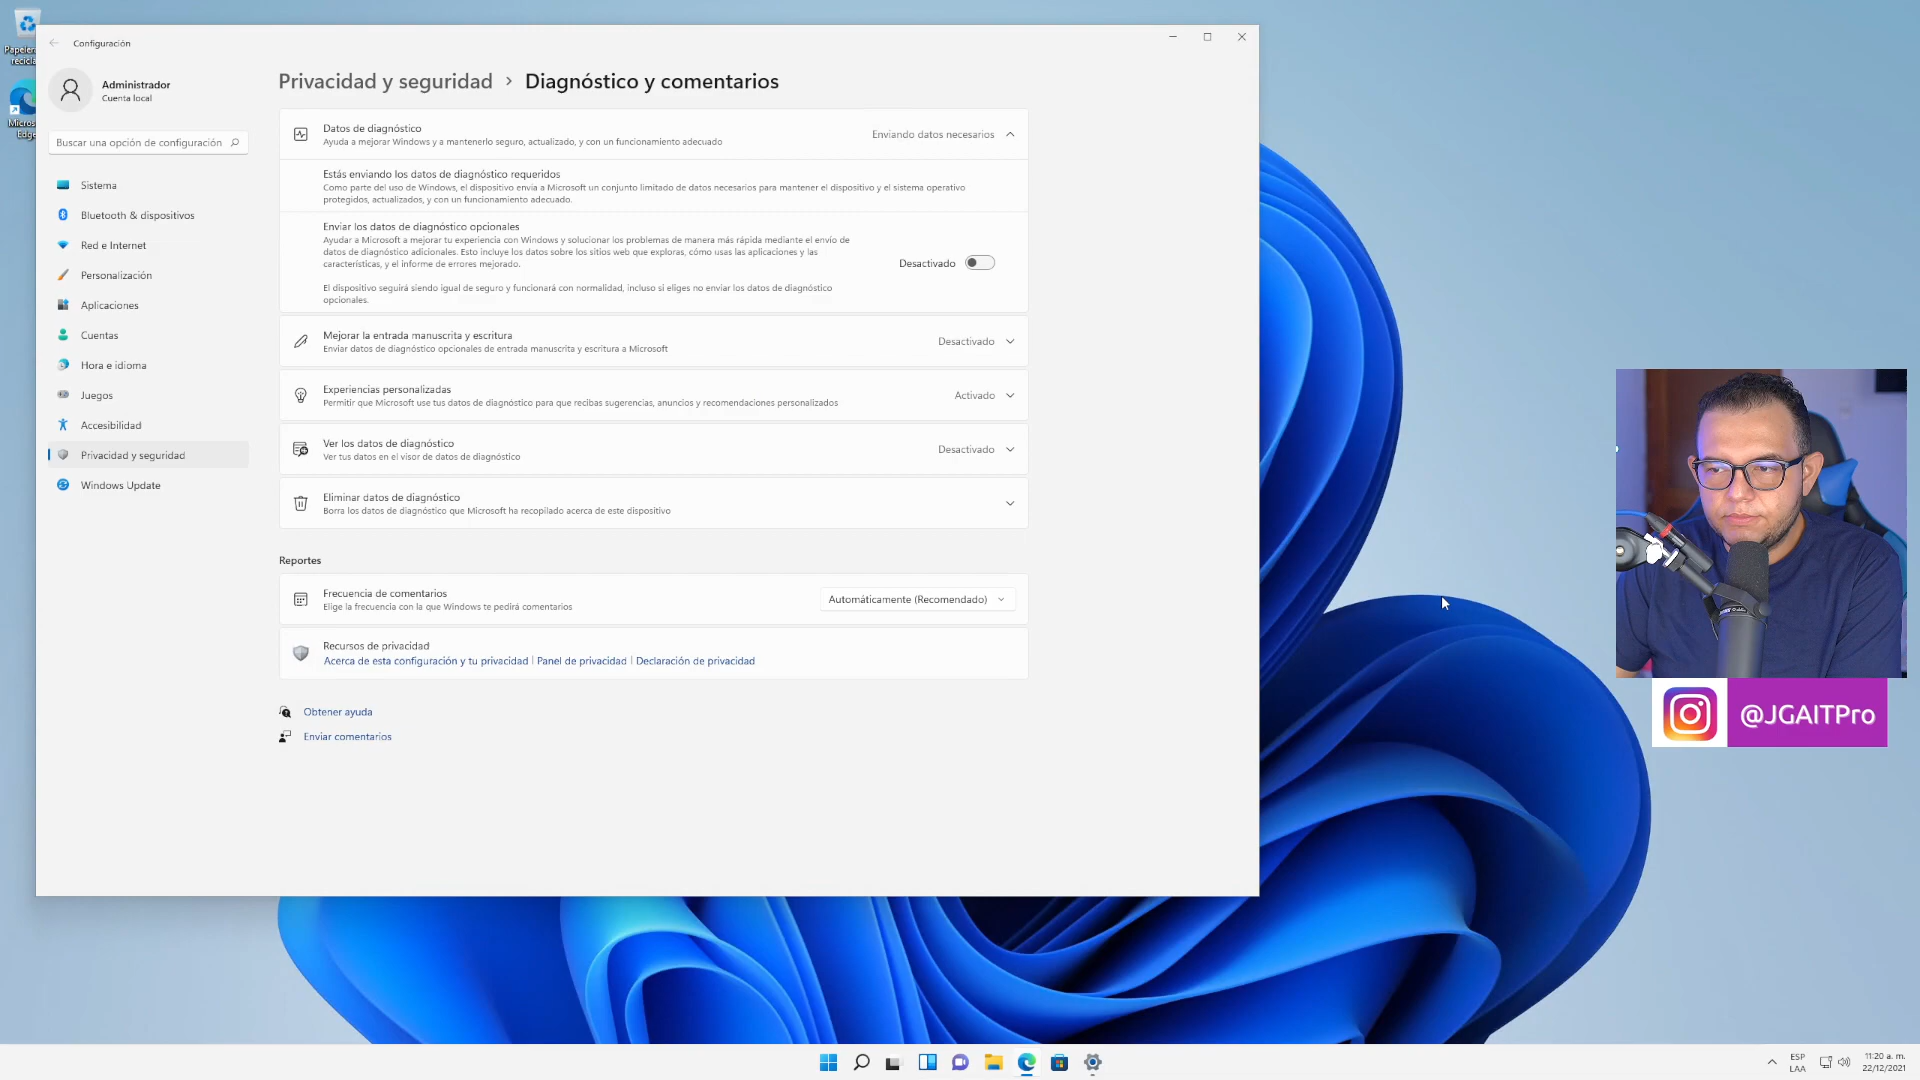 Papelera
recicla
Micros
Edge
Configuración
Administrador
Cuenta local
Buscar una opción de configuración
Sistema
Bluetooth & dispositivos
Red e Internet
Personalización
Aplicaciones
Cuentas
Hora e idioma
Juegos
Accesibilidad
Privacidad y seguridad
Windows Update
Privacidad y seguridad > Diagnóstico y comentarios
Datos de diagnóstico
Ayuda a mejorar Windows y a mantenerlo seguro, actualizado, y con un funcionamiento adecuado
Enviando datos necesarios
Estás enviando los datos de diagnóstico requeridos
Como parte del uso de Windows, el dispositivo envía a Microsoft un conjunto limitado de datos necesarios para mantener el dispositivo y el sistema operativo
protegidos, actualizados, y con un funcionamiento adecuado.
Enviar los datos de diagnóstico opcionales
Ayudar a Microsoft a mejorar tu experiencia con Windows y solucionar los problemas de manera más rápida mediante el envío de
datos de diagnóstico adicionales. Esto incluye los datos sobre los sitios web que exploras, cómo usas las aplicaciones y las
características, y el informe de errores mejorado.
El dispositivo seguirá siendo igual de seguro y funcionará con normalidad, incluso si eliges no enviar los datos de diagnóstico
opcionales.
Desactivado
Mejorar la entrada manuscrita y escritura
Enviar datos de diagnóstico opcionales de entrada manuscrita y escritura a Microsoft
Desactivado
Experiencias personalizadas
Permitir que Microsoft use tus datos de diagnóstico para que recibas sugerencias, anuncios y recomendaciones personalizados
Activado
Ver los datos de diagnóstico
Ver tus datos en el visor de datos de diagnóstico
Desactivado
Eliminar datos de diagnóstico
Borra los datos de diagnóstico que Microsoft ha recopilado acerca de este dispositivo
Reportes
Frecuencia de comentarios
Elige la frecuencia con la que Windows te pedirá comentarios
Automáticamente (Recomendado)
Recursos de privacidad
Acerca de esta configuración y tu privacidad | Panel de privacidad | Declaración de privacidad
Obtener ayuda
Enviar comentarios
@JGAITPro
ESP
LAA
11:20 a. m.
22/12/2021